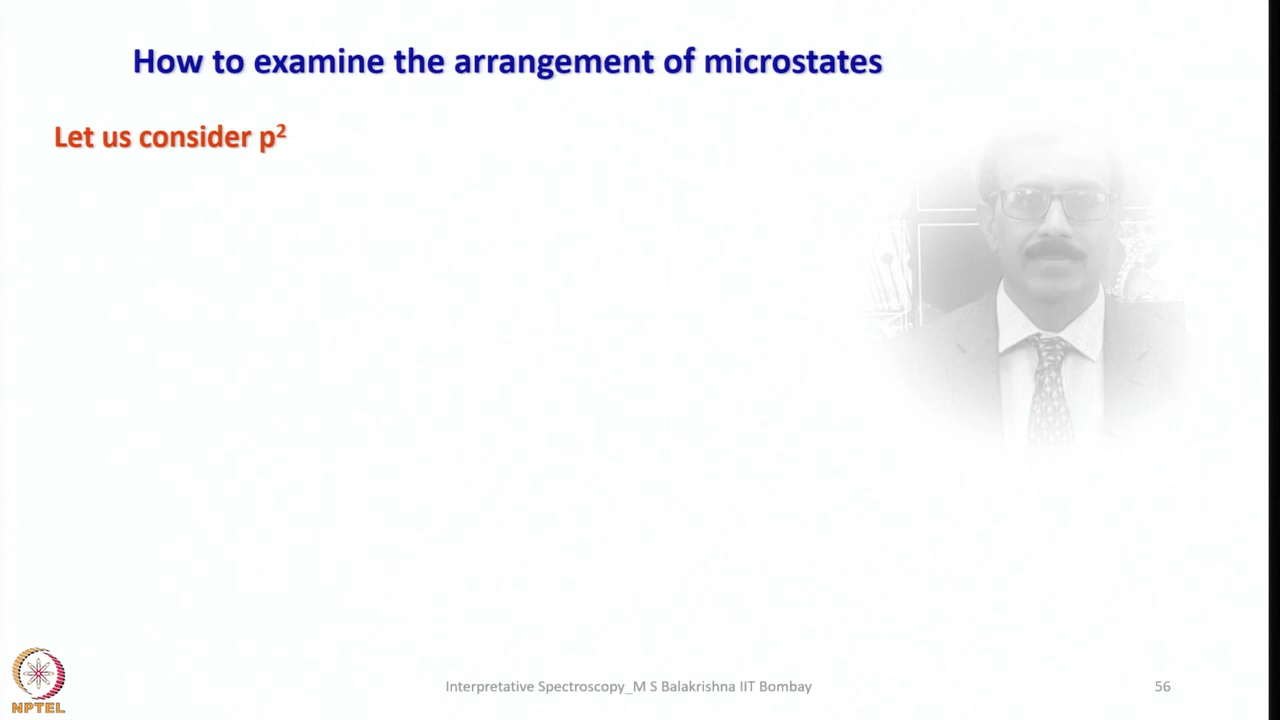 How to examine the arrangement of microstates
Let us consider p²
Interpretative Spectroscopy_M S Balakrishna IIT Bombay
56
NPTEL